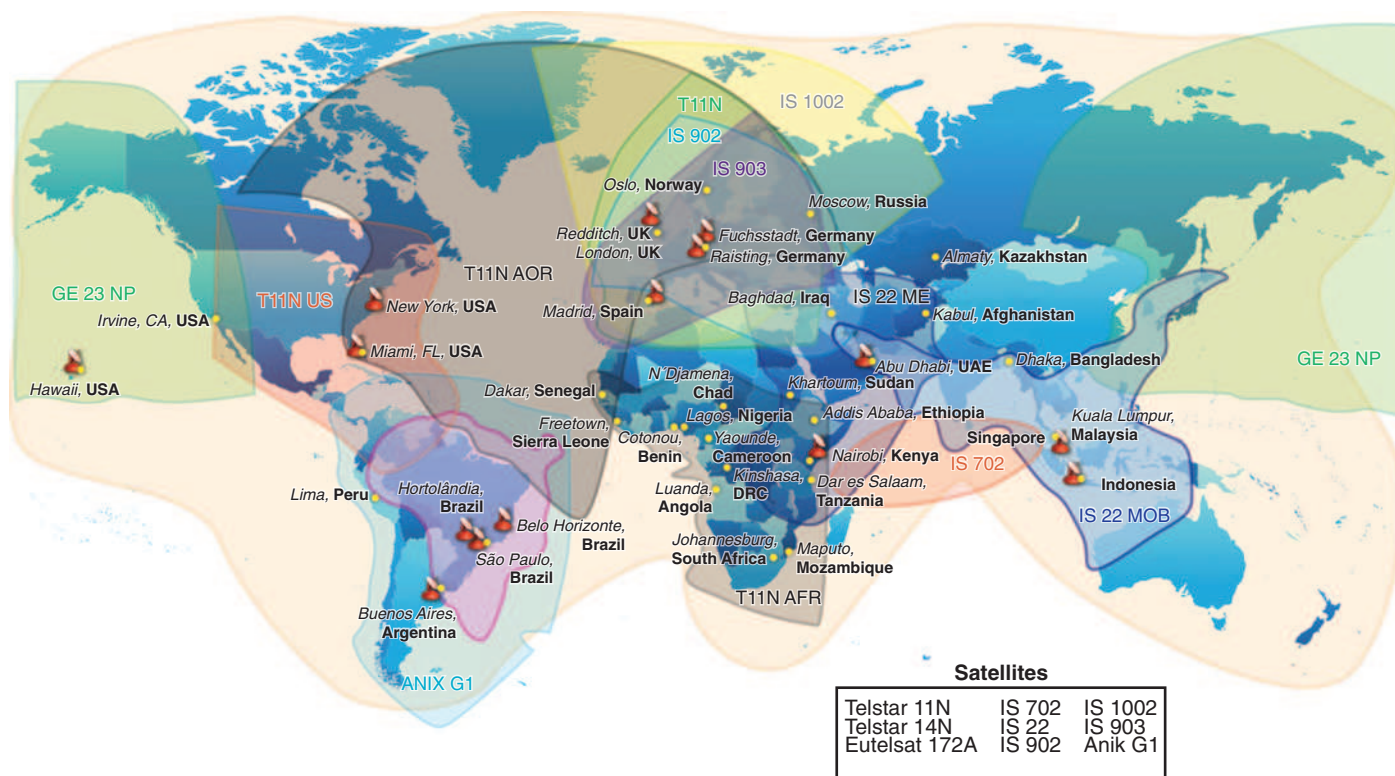 T11N
IS 1002
IS 902
IS 903
Oslo, Norway
Moscow, Russia
Redditch, UK
London, UK
Fuchsstadt, Germany
Raisting, Germany
Almaty, Kazakhstan
T11N AOR
GE 23 NP
T11N US
New York, USA
Madrid, Spain
Baghdad, Iraq
IS 22 ME
Kabul, Afghanistan
Irvine, CA, USA
Miami, FL, USA
Abu Dhabi, UAE
Dhaka, Bangladesh
GE 23 NP
Hawaii, USA
N´Djamena,
Chad
Khartoum, Sudan
Dakar, Senegal
Freetown,
Sierra Leone
Lagos, Nigeria
Addis Ababa, Ethiopia
Kuala Lumpur,
Malaysia
Cotonou,
Benin
Yaounde,
Cameroon
Singapore
Nairobi, Kenya
IS 702
Kinshasa,
DRC
Dar es Salaam,
Tanzania
Indonesia
Lima, Peru
Hortolândia,
Brazil
Luanda,
Angola
IS 22 MOB
Belo Horizonte,
Brazil
São Paulo,
Brazil
Johannesburg,
South Africa
Maputo,
Mozambique
T11N AFR
Buenos Aires,
Argentina
ANIX G1
Satellites
Telstar 11N IS 702 IS 1002
Telstar 14N IS 22 IS 903
Eutelsat 172A IS 902 Anik G1